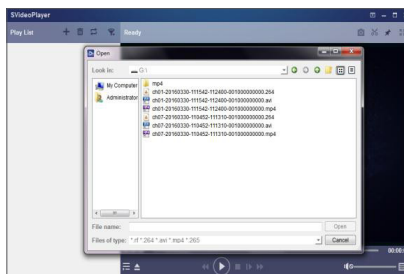 SVideoPlayer
Play List
Ready
Open
Look in:
G:\
My Computer
Administrator
mp4
ch01-20160330-111542-112400-001000000000.264
ch01-20160330-111542-112400-001000000000.avi
ch01-20160330-111542-112400-001000000000.mp4
ch07-20160330-110452-111310-001000000000.264
ch07-20160330-110452-111310-001000000000.avi
ch07-20160330-110452-111310-001000000000.mp4
File name:
Open
Files of type: *.rf *.264 *.avi *.mp4 *.265
Cancel